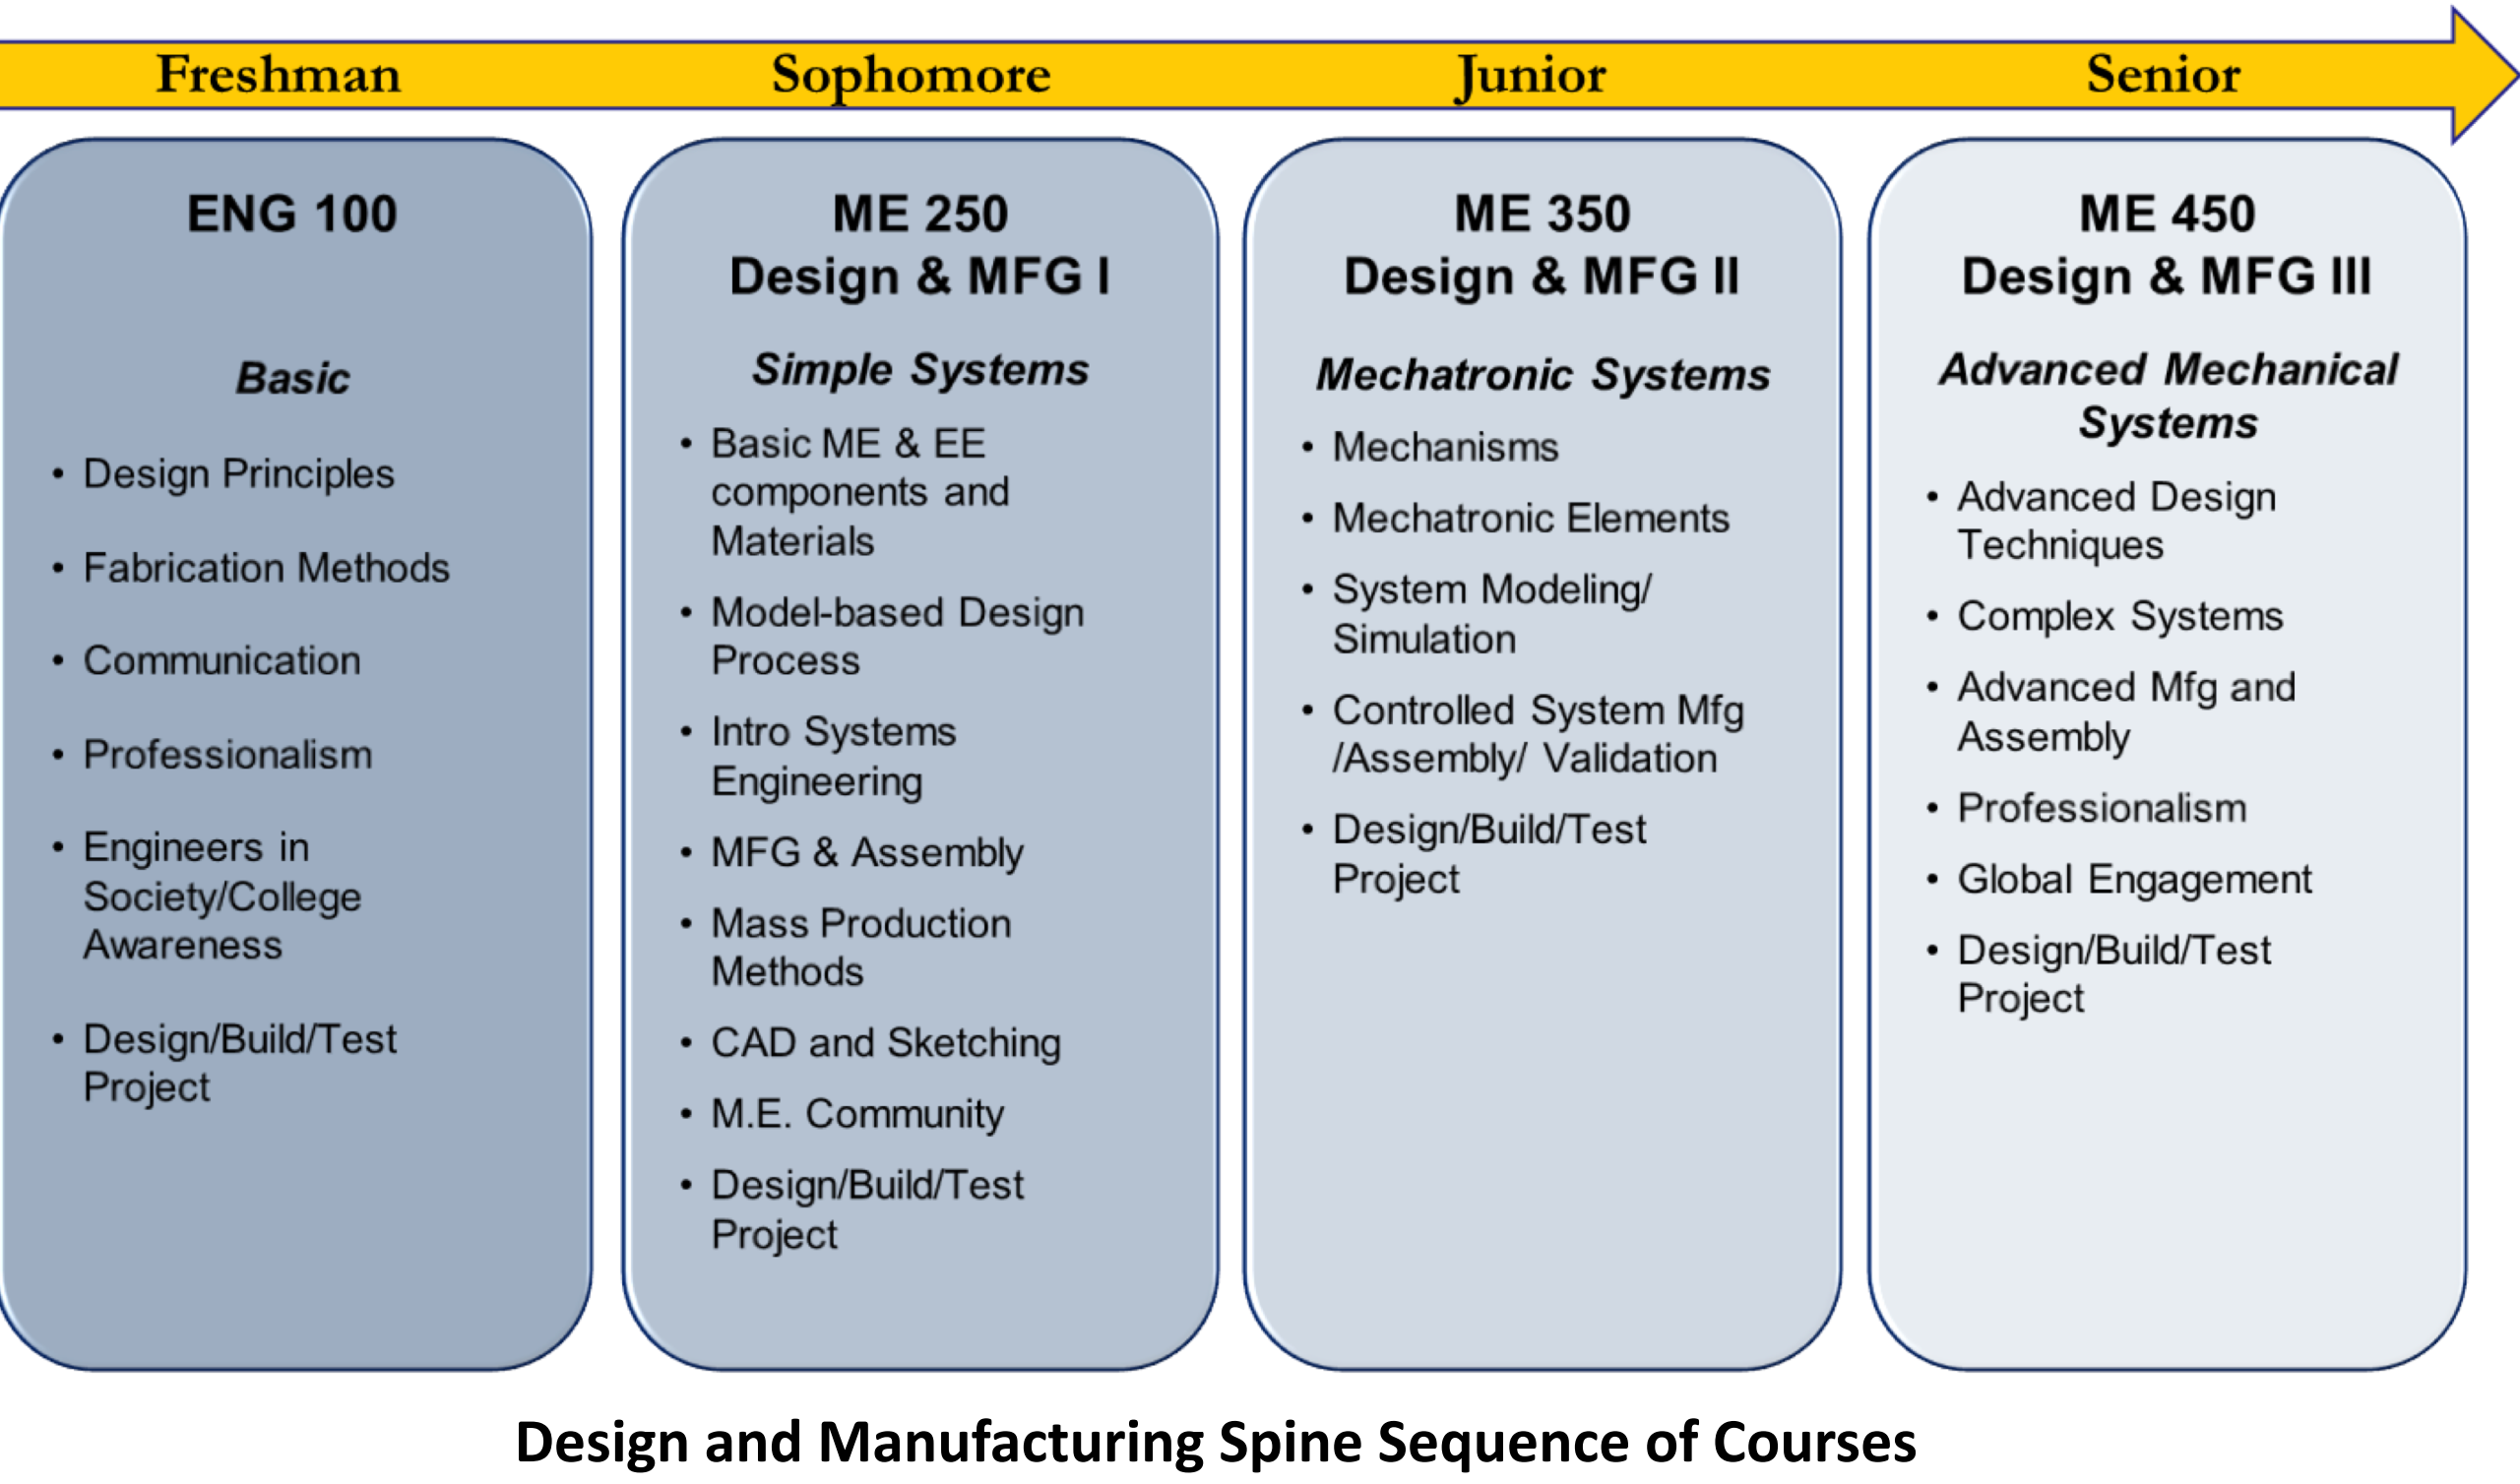 Freshman Sophomore Junior Senior
ENG 100
Basic
• Design Principles
• Fabrication Methods
• Communication
• Professionalism
• Engineers in
Society/College
Awareness
• Design/Build/Test
Project
ME 250
Design & MFG I
Simple Systems
• Basic ME & EE
components and
Materials
• Model-based Design
Process
• Intro Systems
Engineering
• MFG & Assembly
• Mass Production
Methods
• CAD and Sketching
• M.E. Community
• Design/Build/Test
Project
ME 350
Design & MFG II
Mechatronic Systems
• Mechanisms
• Mechatronic Elements
• System Modeling/
Simulation
• Controlled System Mfg
/Assembly/ Validation
• Design/Build/Test
Project
ME 450
Design & MFG III
Advanced Mechanical
Systems
• Advanced Design
Techniques
• Complex Systems
• Advanced Mfg and
Assembly
• Professionalism
• Global Engagement
• Design/Build/Test
Project
Design and Manufacturing Spine Sequence of Courses